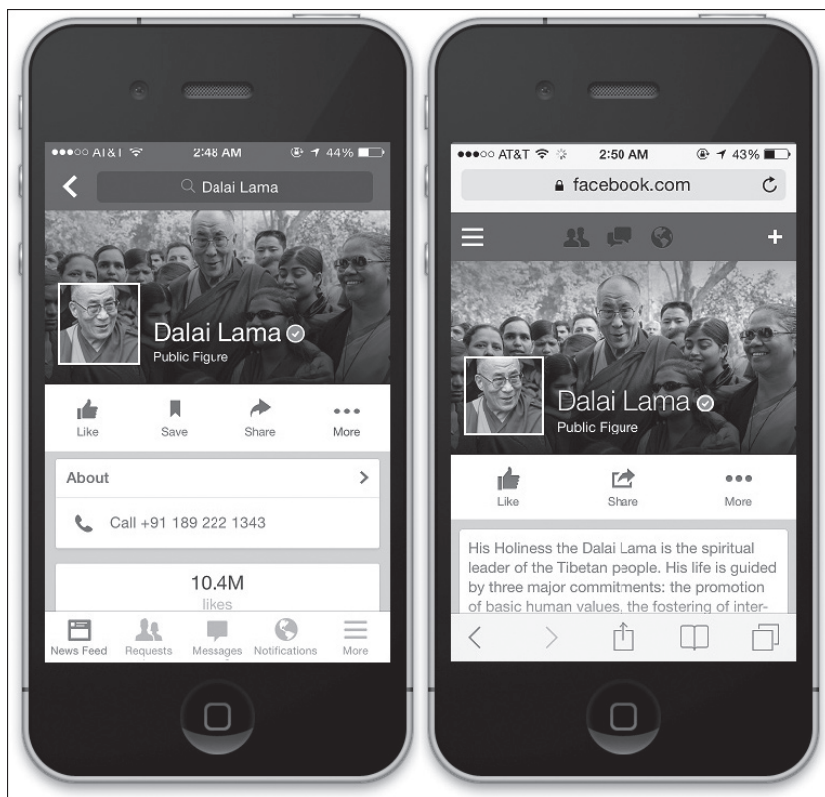 AT&T 2:48 AM 44%
Dalai Lama
Dalai Lama
Public Figure
Like Save Share More
About
Call +91 189 222 1343
10.4M
likes
News Feed Requests Messages Notifications More
AT&T 2:50 AM 43%
facebook.com
Dalai Lama
Public Figure
Like Share More
His Holiness the Dalai Lama is the spiritual
leader of the Tibetan people. His life is guided
by three major commitments: the promotion
of basic human values, the fostering of inter-